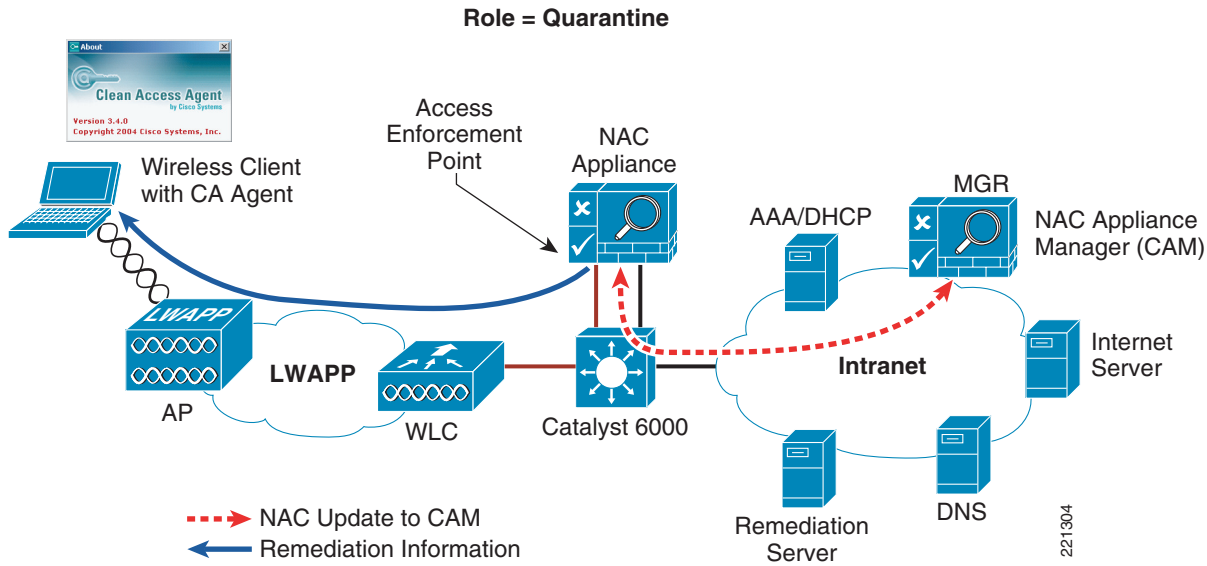 Role = Quarantine
About
Clean Access Agent
by Cisco Systems
Version 3.4.0
Copyright 2004 Cisco Systems, Inc.
Wireless Client
with CA Agent
Access
Enforcement
Point
NAC
Appliance
MGR
AAA/DHCP
NAC Appliance
Manager (CAM)
LWAPP
AP
LWAPP
WLC
Catalyst 6000
Intranet
Internet
Server
Remediation
Server
DNS
NAC Update to CAM
Remediation Information
221304